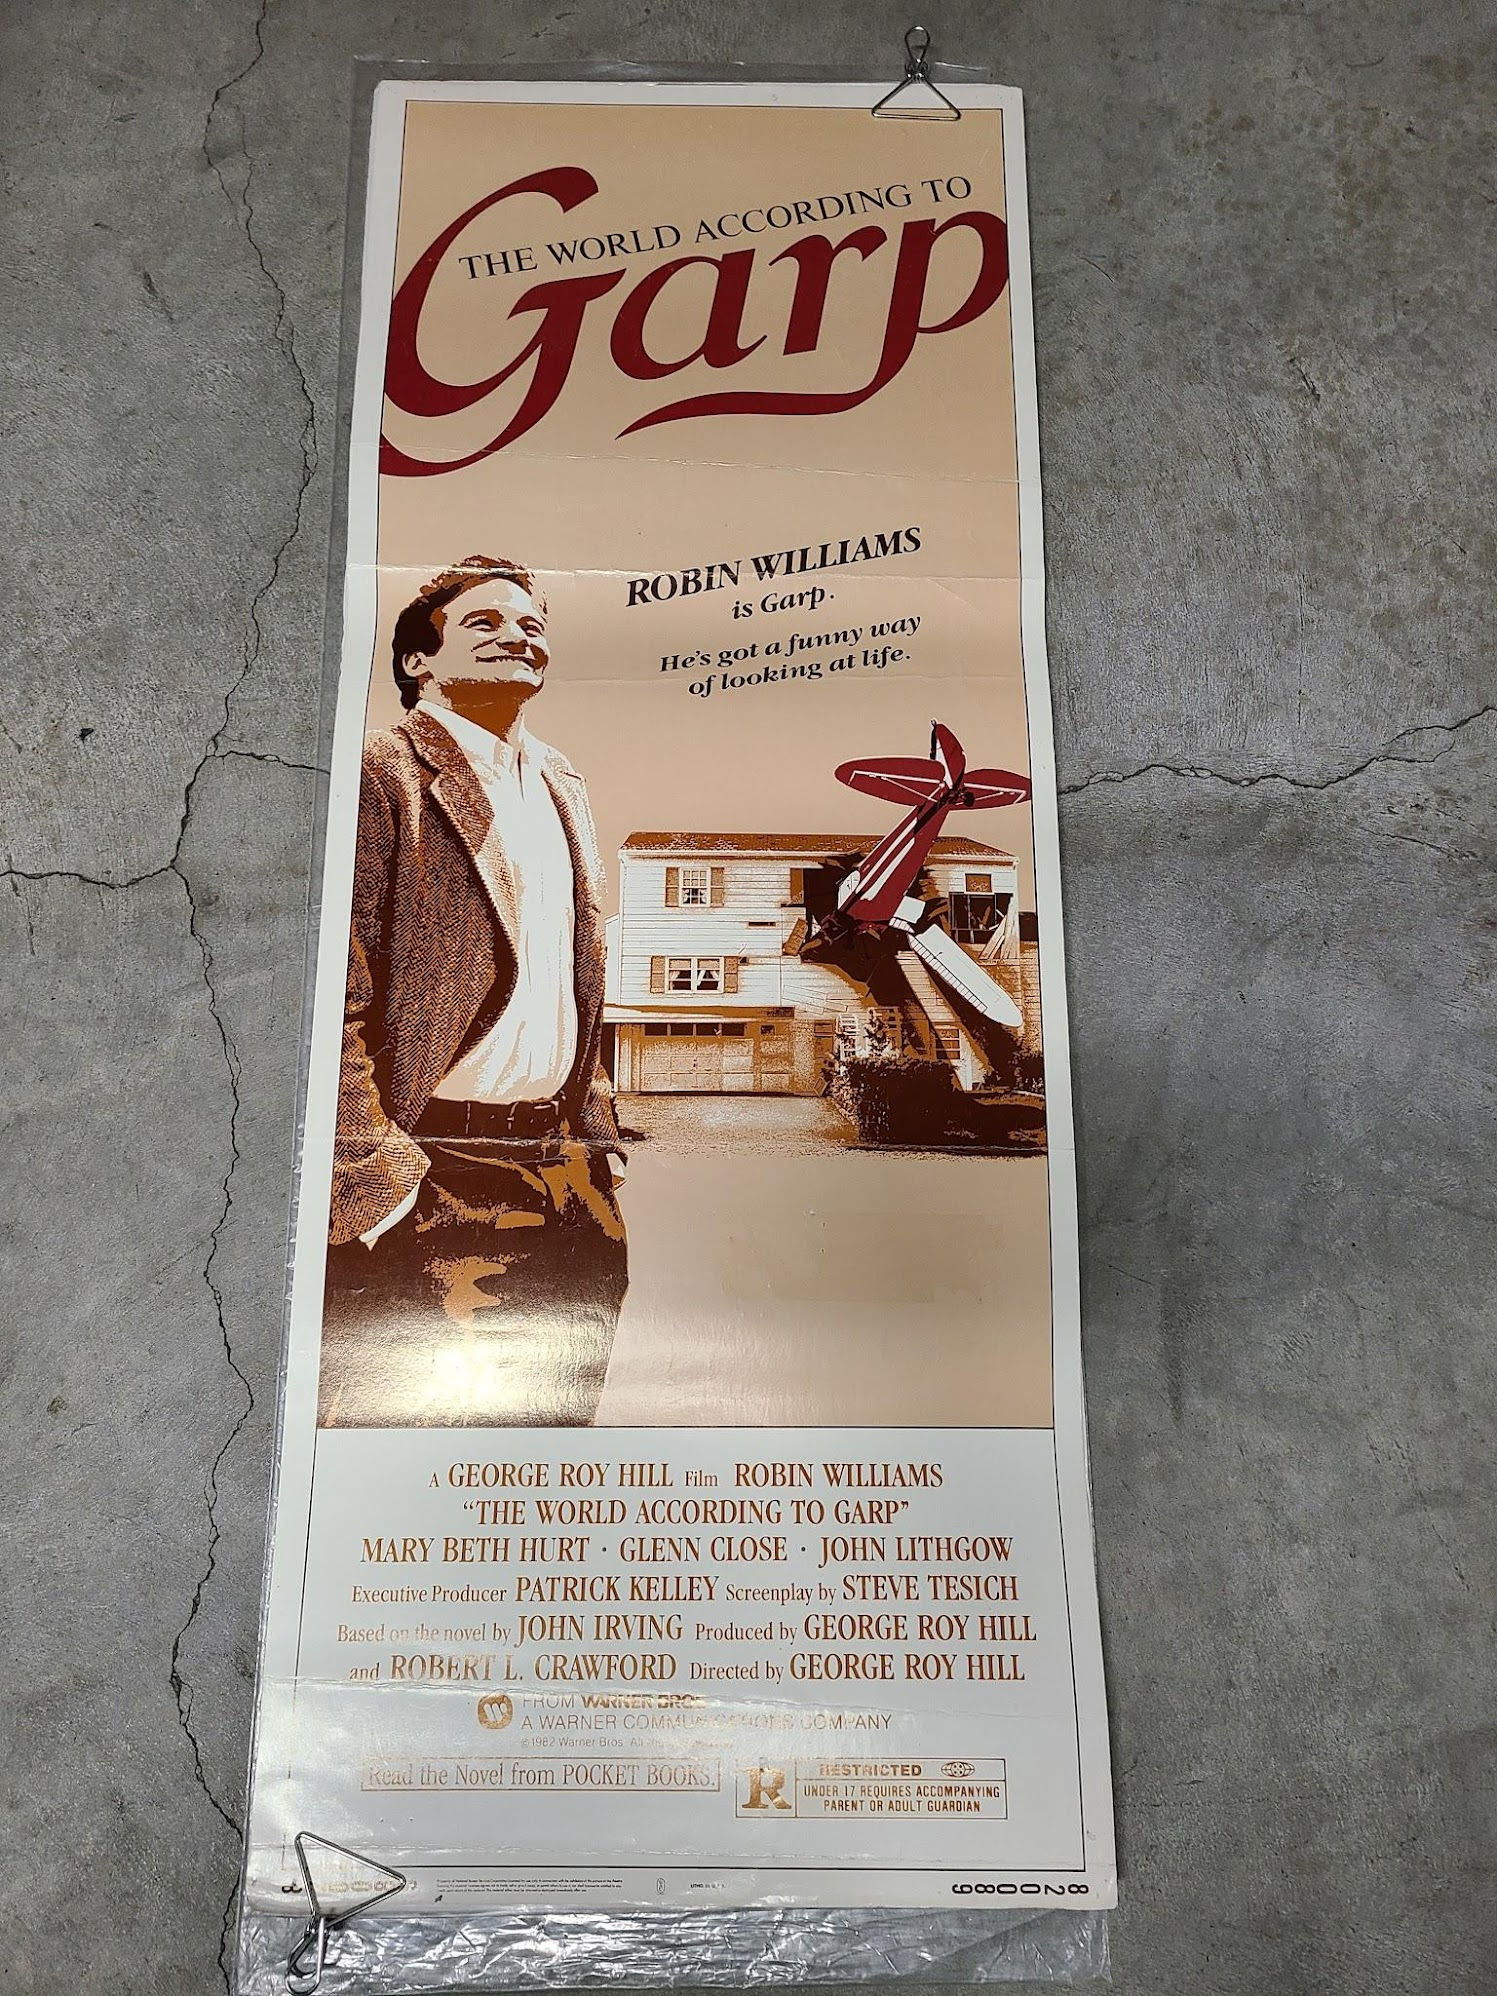 THE WORLD ACCORDING TO
Garp
ROBIN WILLIAMS
is Garp.
He's got a funny way
of looking at life.
A GEORGE ROY HILL Film ROBIN WILLIAMS
"THE WORLD ACCORDING TO GARP"
MARY BETH HURT · GLENN CLOSE · JOHN LITHGOW
Executive Producer PATRICK KELLEY Screenplay by STEVE TESICH
Based on the novel by JOHN IRVING Produced by GEORGE ROY HILL
and ROBERT L. CRAWFORD Directed by GEORGE ROY HILL
W FROM WARNER BROS
A WARNER COMMUNICATIONS COMPANY
©1982 Warner Bros. All
Read the Novel from POCKET BOOKS.
R RESTRICTED
UNDER 17 REQUIRES ACCOMPANYING
PARENT OR ADULT GUARDIAN
820089